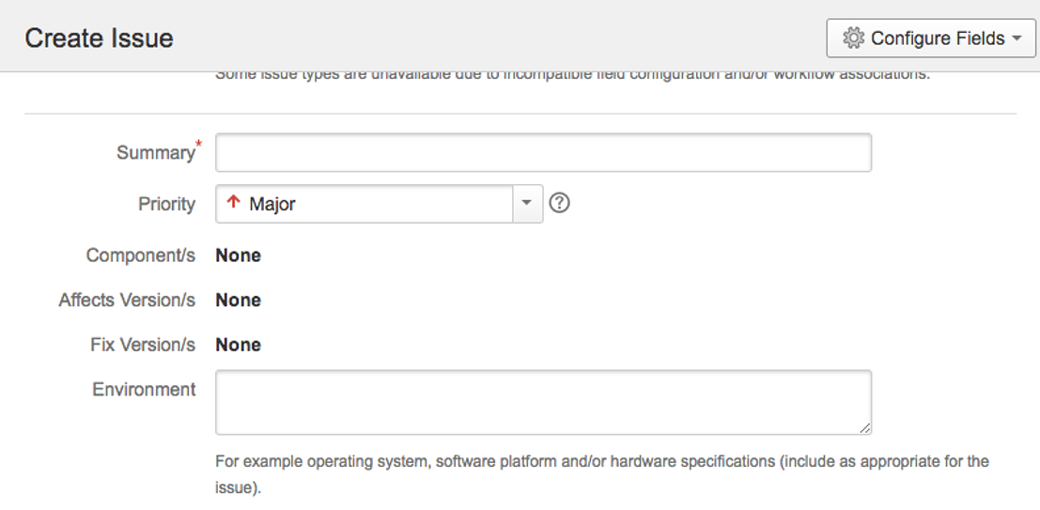 Create Issue
Configure Fields
Some issue types are unavailable due to incompatible field configuration and/or workflow associations.
Summary*
Priority Major
Component/s None
Affects Version/s None
Fix Version/s None
Environment
For example operating system, software platform and/or hardware specifications (include as appropriate for the
issue).